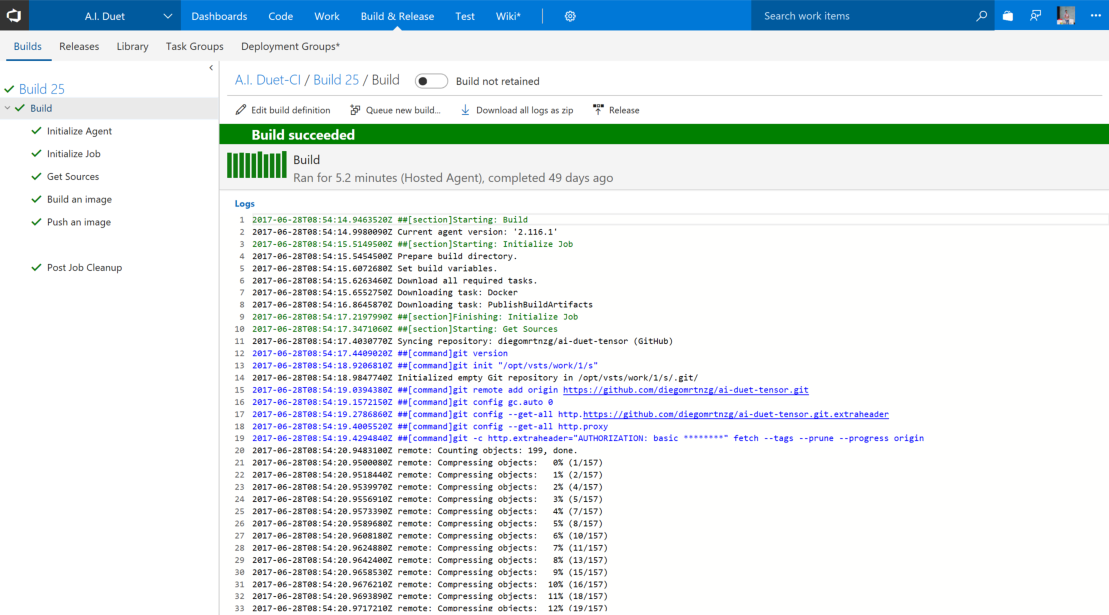 A.I. Duet
Dashboards Code Work Build & Release Test Wiki*
Search work items
Builds Releases Library Task Groups Deployment Groups*
Build 25
Build
Initialize Agent
Initialize Job
Get Sources
Build an image
Push an image
Post Job Cleanup
A.I. Duet-CI / Build 25 / Build Build not retained
Edit build definition Queue new build... Download all logs as zip Release
Build succeeded
Build
Ran for 5.2 minutes (Hosted Agent), completed 49 days ago
Logs
1 2017-06-28T08:54:14.9463520Z ##[section]Starting: Build
2 2017-06-28T08:54:14.9980090Z Current agent version: '2.116.1'
3 2017-06-28T08:54:15.5149500Z ##[section]Starting: Initialize Job
4 2017-06-28T08:54:15.5454500Z Prepare build directory.
5 2017-06-28T08:54:15.6072680Z Set build variables.
6 2017-06-28T08:54:15.6263460Z Download all required tasks.
7 2017-06-28T08:54:15.6552750Z Downloading task: Docker
8 2017-06-28T08:54:16.8645870Z Downloading task: PublishBuildArtifacts
9 2017-06-28T08:54:17.2197990Z ##[section]Finishing: Initialize Job
10 2017-06-28T08:54:17.3471060Z ##[section]Starting: Get Sources
11 2017-06-28T08:54:17.4030770Z Syncing repository: diegomrtnzg/ai-duet-tensor (GitHub)
12 2017-06-28T08:54:17.4409020Z ##[command]git version
13 2017-06-28T08:54:18.9206810Z ##[command]git init "/opt/vsts/work/1/s"
14 2017-06-28T08:54:18.9847740Z Initialized empty Git repository in /opt/vsts/work/1/s/.git/
15 2017-06-28T08:54:19.0394380Z ##[command]git remote add origin https://github.com/diegomrtnzg/ai-duet-tensor.git
16 2017-06-28T08:54:19.1572150Z ##[command]git config gc.auto 0
17 2017-06-28T08:54:19.2786860Z ##[command]git config --get-all http.https://github.com/diegomrtnzg/ai-duet-tensor.git.extraheader
18 2017-06-28T08:54:19.4005520Z ##[command]git config --get-all http.proxy
19 2017-06-28T08:54:19.4294840Z ##[command]git -c http.extraheader="AUTHORIZATION: basic ********" fetch --tags --prune --progress origin
20 2017-06-28T08:54:20.9483100Z remote: Counting objects: 199, done.
21 2017-06-28T08:54:20.9500080Z remote: Compressing objects: 0% (1/157)
22 2017-06-28T08:54:20.9518440Z remote: Compressing objects: 1% (2/157)
23 2017-06-28T08:54:20.9539970Z remote: Compressing objects: 2% (4/157)
24 2017-06-28T08:54:20.9556910Z remote: Compressing objects: 3% (5/157)
25 2017-06-28T08:54:20.9573390Z remote: Compressing objects: 4% (7/157)
26 2017-06-28T08:54:20.9589680Z remote: Compressing objects: 5% (8/157)
27 2017-06-28T08:54:20.9608180Z remote: Compressing objects: 6% (10/157)
28 2017-06-28T08:54:20.9624880Z remote: Compressing objects: 7% (11/157)
29 2017-06-28T08:54:20.9642400Z remote: Compressing objects: 8% (13/157)
30 2017-06-28T08:54:20.9658530Z remote: Compressing objects: 9% (15/157)
31 2017-06-28T08:54:20.9676210Z remote: Compressing objects: 10% (16/157)
32 2017-06-28T08:54:20.9693890Z remote: Compressing objects: 11% (18/157)
33 2017-06-28T08:54:20.9717210Z remote: Compressing objects: 12% (19/157)